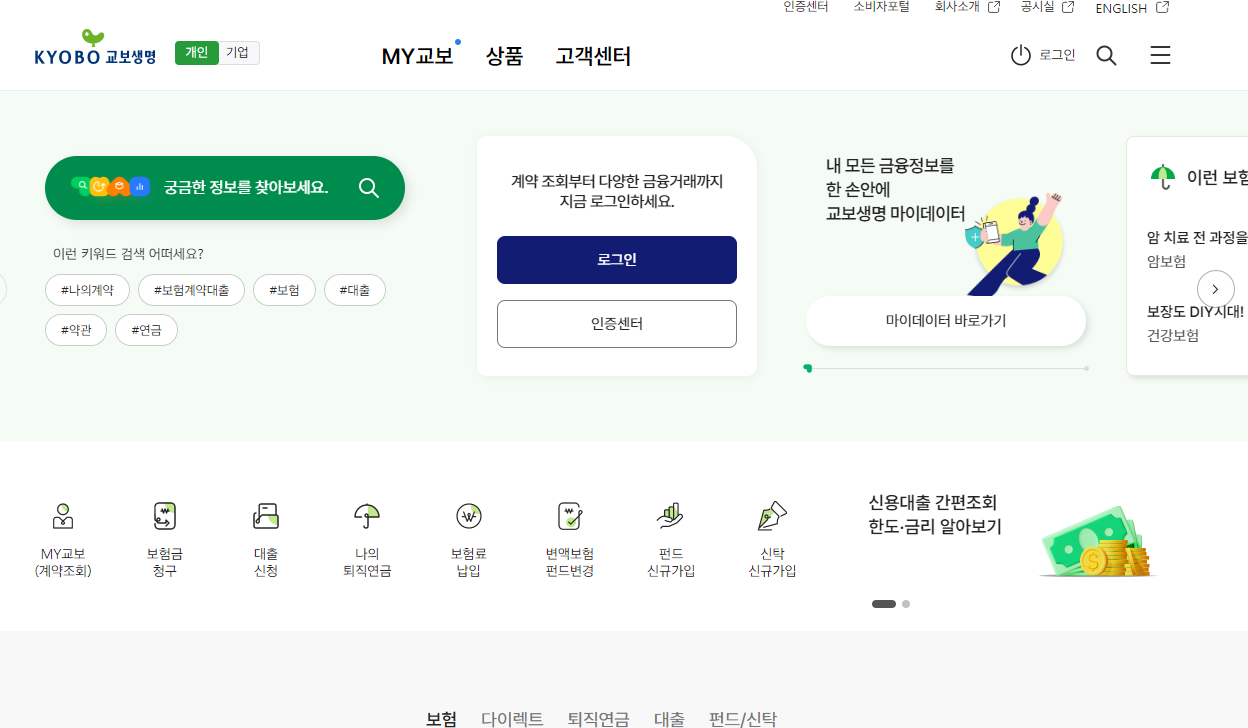 인증센터 소비자포털 회사소개 공시실 ENGLISH
KYOBO 교보생명 개인 기업 MY교보 상품 고객센터 로그인
궁금한 정보를 찾아보세요.
이런 키워드 검색 어떠세요?
#나의계약 #보험계약대출 #보험 #대출
#약관 #연금
계약 조회부터 다양한 금융거래까지
지금 로그인하세요.
로그인
인증센터
내 모든 금융정보를
한 손안에
교보생명 마이데이터
마이데이터 바로가기
이런 보험
암 치료 전 과정을
암보험
보장도 DIY시대!
건강보험
MY교보
(계약조회)
보험금
청구
대출
신청
나의
퇴직연금
보험료
납입
변액보험
펀드변경
펀드
신규가입
신탁
신규가입
신용대출 간편조회
한도·금리 알아보기
보험 다이렉트 퇴직연금 대출 펀드/신탁